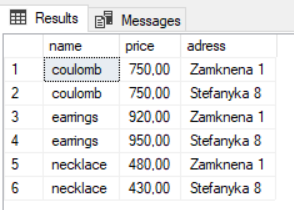 Results Messages
name price adress
1 coulomb 750,00 Zamknena 1
2 coulomb 750,00 Stefanyka 8
3 earrings 920,00 Zamknena 1
4 earrings 950,00 Stefanyka 8
5 necklace 480,00 Zamknena 1
6 necklace 430,00 Stefanyka 8